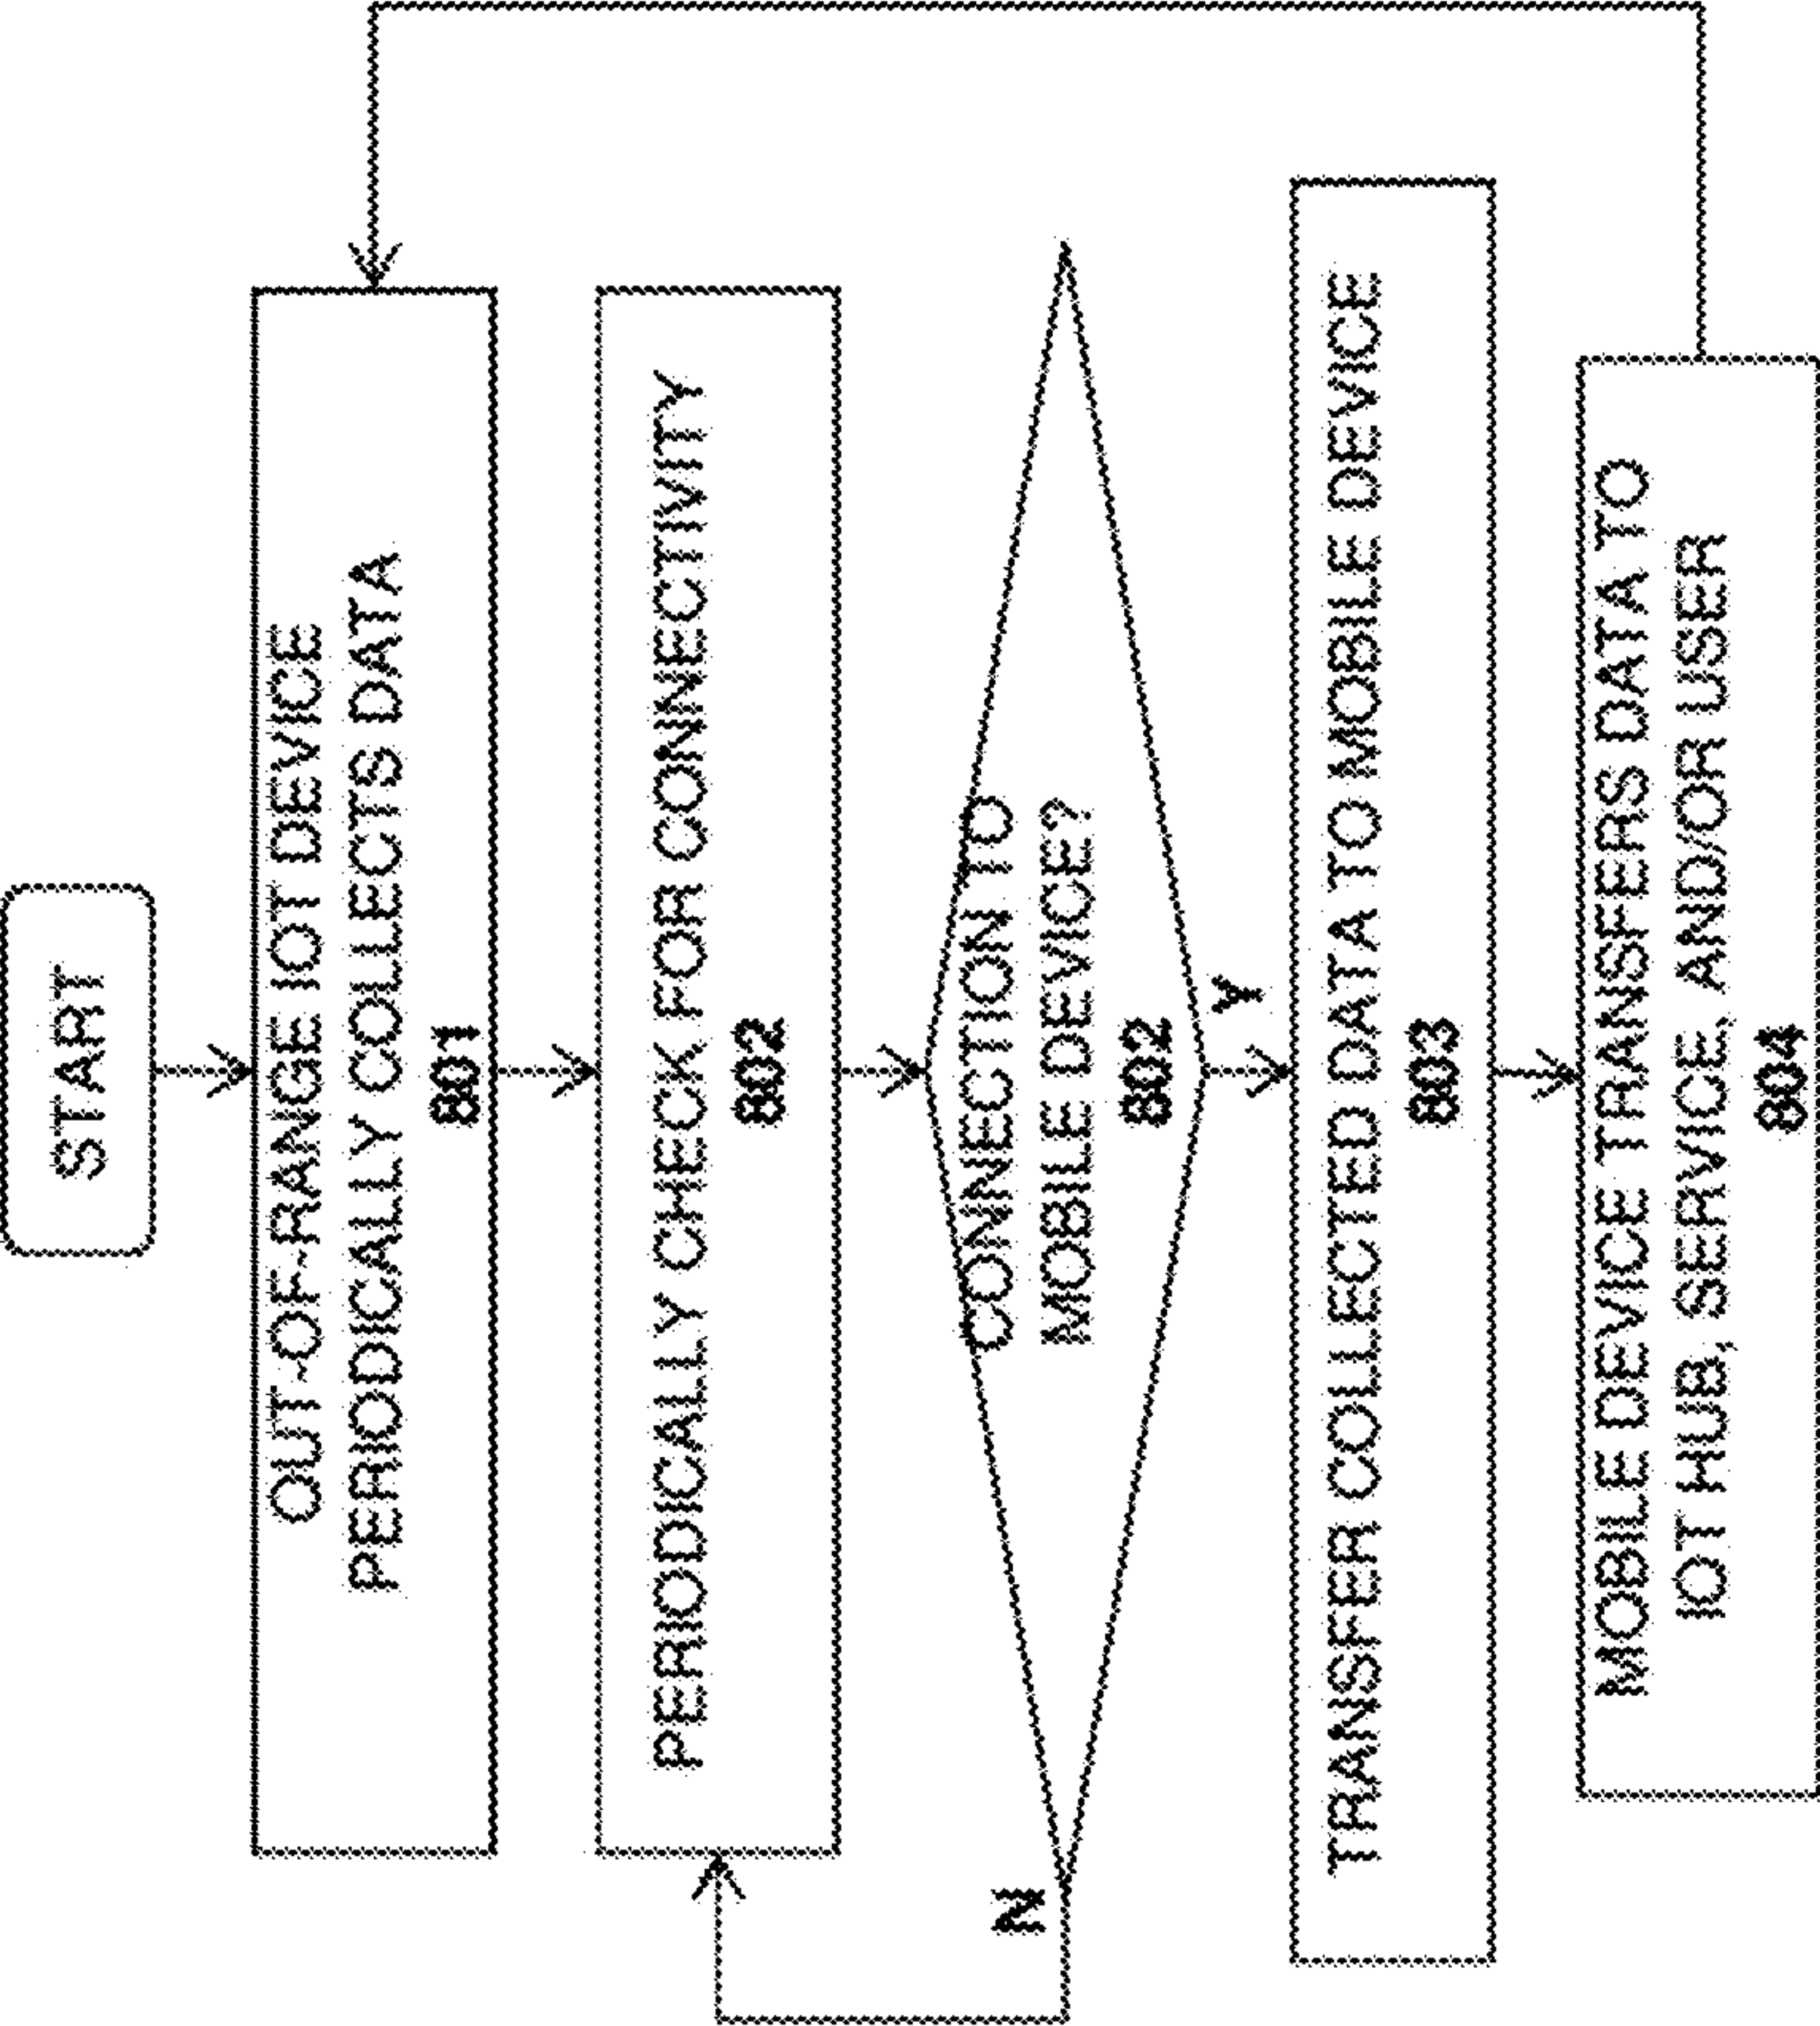 START
OUT-OF-RANGE IOT DEVICE
PERIODICALLY COLLECTS DATA
801
PERIODICALLY CHECK FOR CONNECTIVITY
802
CONNECTION TO
MOBILE DEVICE?
802
N
Y
TRANSFER COLLECTED DATA TO MOBILE DEVICE
803
MOBILE DEVICE TRANSFERS DATA TO
IOT HUB, SERVICE, AND/OR USER
804